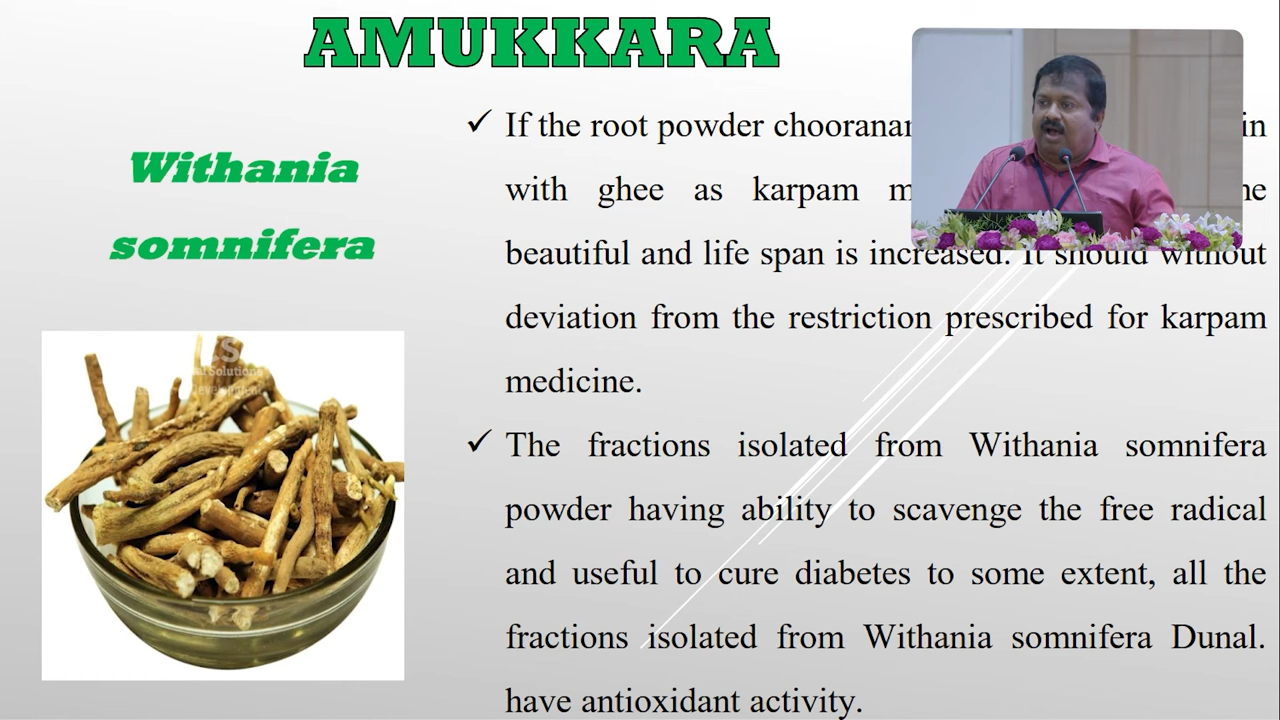 AMUKKARA
Withania
somnifera
If the root powder in
with ghee as karpam
beautiful and life span is increased. It should without
deviation from the restriction prescribed for karpam
medicine.
The fractions isolated from Withania somnifera
powder having ability to scavenge the free radical
and useful to cure diabetes to some extent, all the
fractions isolated from Withania somnifera Dunal.
have antioxidant activity.